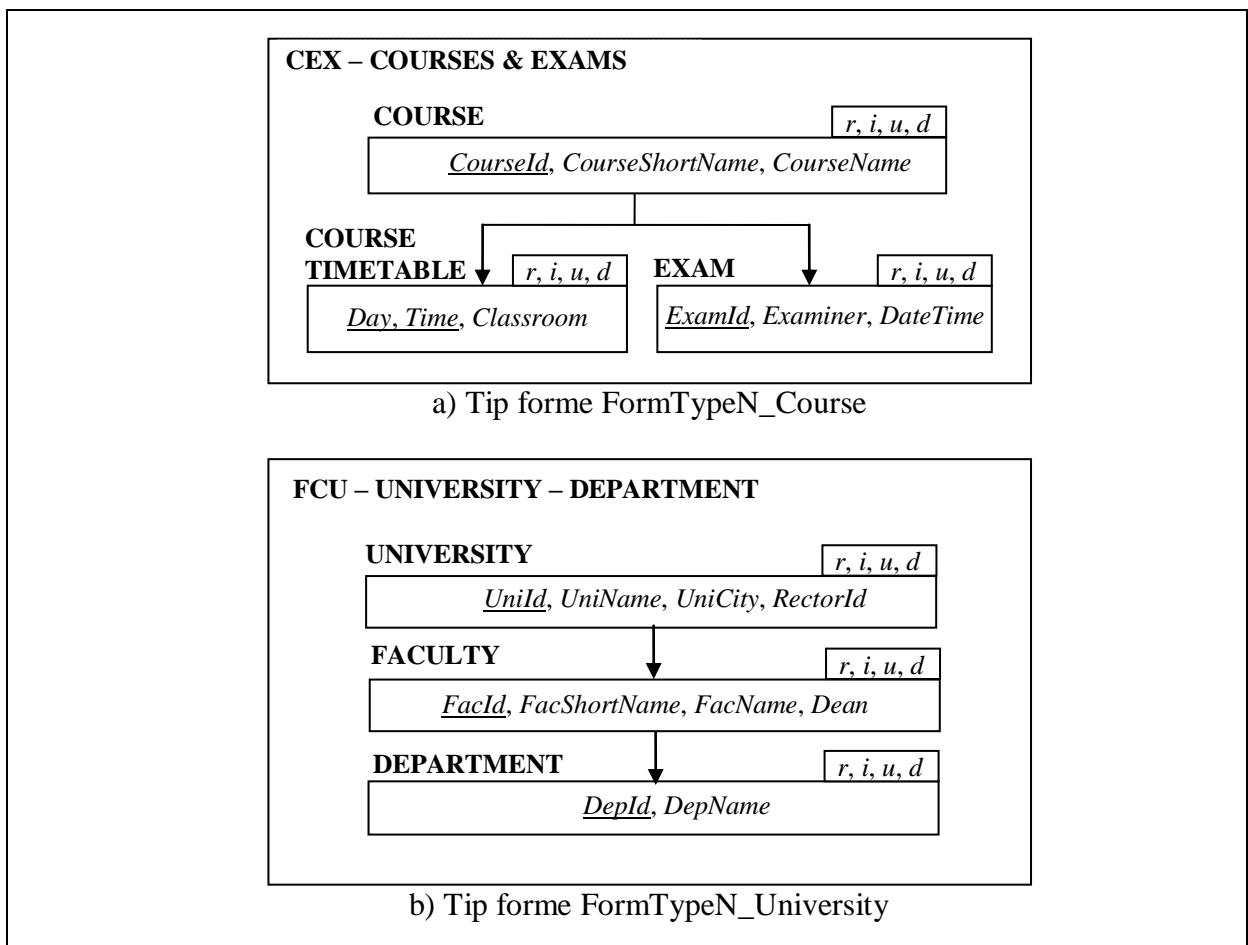 CEX – COURSES & EXAMS
COURSE
r, i, u, d
CourseId, CourseShortName, CourseName
COURSE
TIMETABLE
r, i, u, d
EXAM
r, i, u, d
Day, Time, Classroom
ExamId, Examiner, DateTime
a) Tip forme FormTypeN_Course
FCU – UNIVERSITY – DEPARTMENT
UNIVERSITY
r, i, u, d
UniId, UniName, UniCity, RectorId
FACULTY
r, i, u, d
FacId, FacShortName, FacName, Dean
DEPARTMENT
r, i, u, d
DepId, DepName
b) Tip forme FormTypeN_University